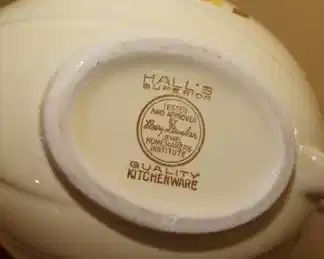 HALL'S
SUPERIOR
TESTED
AND APPROVED
BY
Mary Dunbar
JEWEL
HOMEMAKERS
INSTITUTE
QUALITY
KITCHENWARE